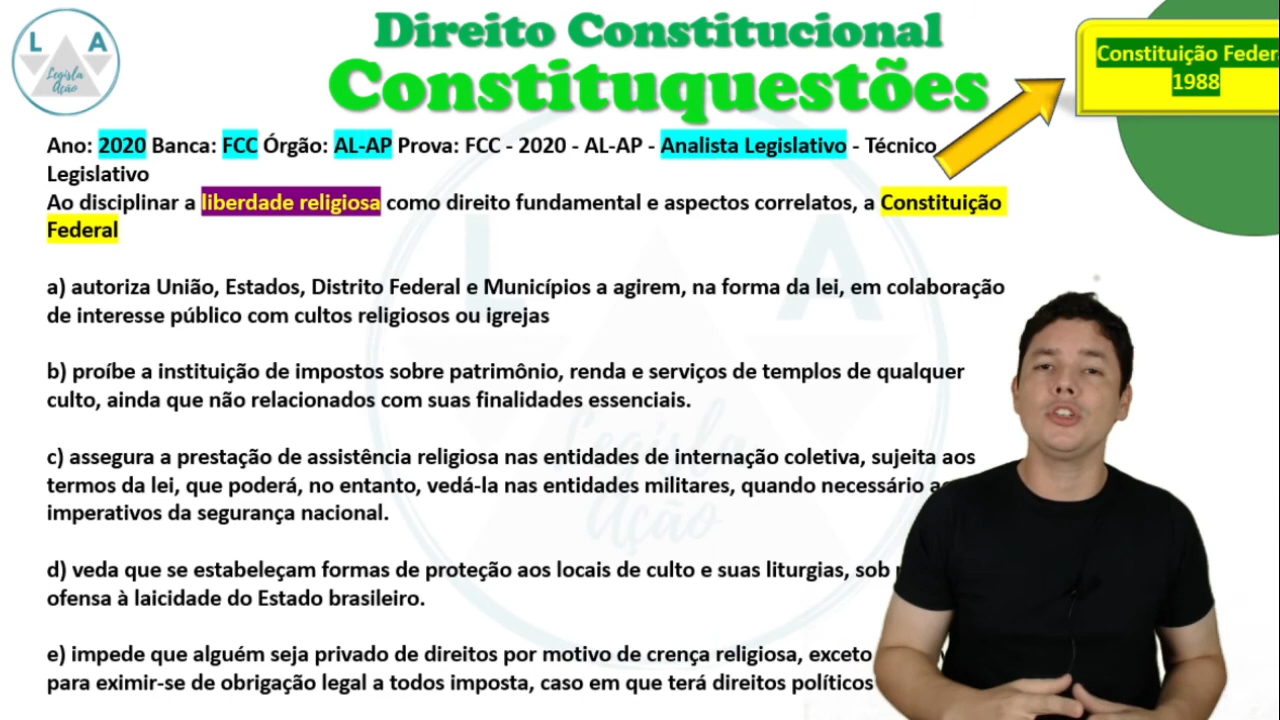 L A
Legisla
Ação
Direito Constitucional
Constituquestões
Constituição Feder
1988
Ano: 2020 Banca: FCC Órgão: AL-AP Prova: FCC - 2020 - AL-AP - Analista Legislativo - Técnico
Legislativo
Ao disciplinar a liberdade religiosa como direito fundamental e aspectos correlatos, a Constituição
Federal
a) autoriza União, Estados, Distrito Federal e Municípios a agirem, na forma da lei, em colaboração
de interesse público com cultos religiosos ou igrejas
b) proíbe a instituição de impostos sobre patrimônio, renda e serviços de templos de qualquer
culto, ainda que não relacionados com suas finalidades essenciais.
c) assegura a prestação de assistência religiosa nas entidades de internação coletiva, sujeita aos
termos da lei, que poderá, no entanto, vedá-la nas entidades militares, quando necessário
imperativos da segurança nacional.
d) veda que se estabeleçam formas de proteção aos locais de culto e suas liturgias, sob
ofensa à laicidade do Estado brasileiro.
e) impede que alguém seja privado de direitos por motivo de crença religiosa, exceto
para eximir-se de obrigação legal a todos imposta, caso em que terá direitos políticos